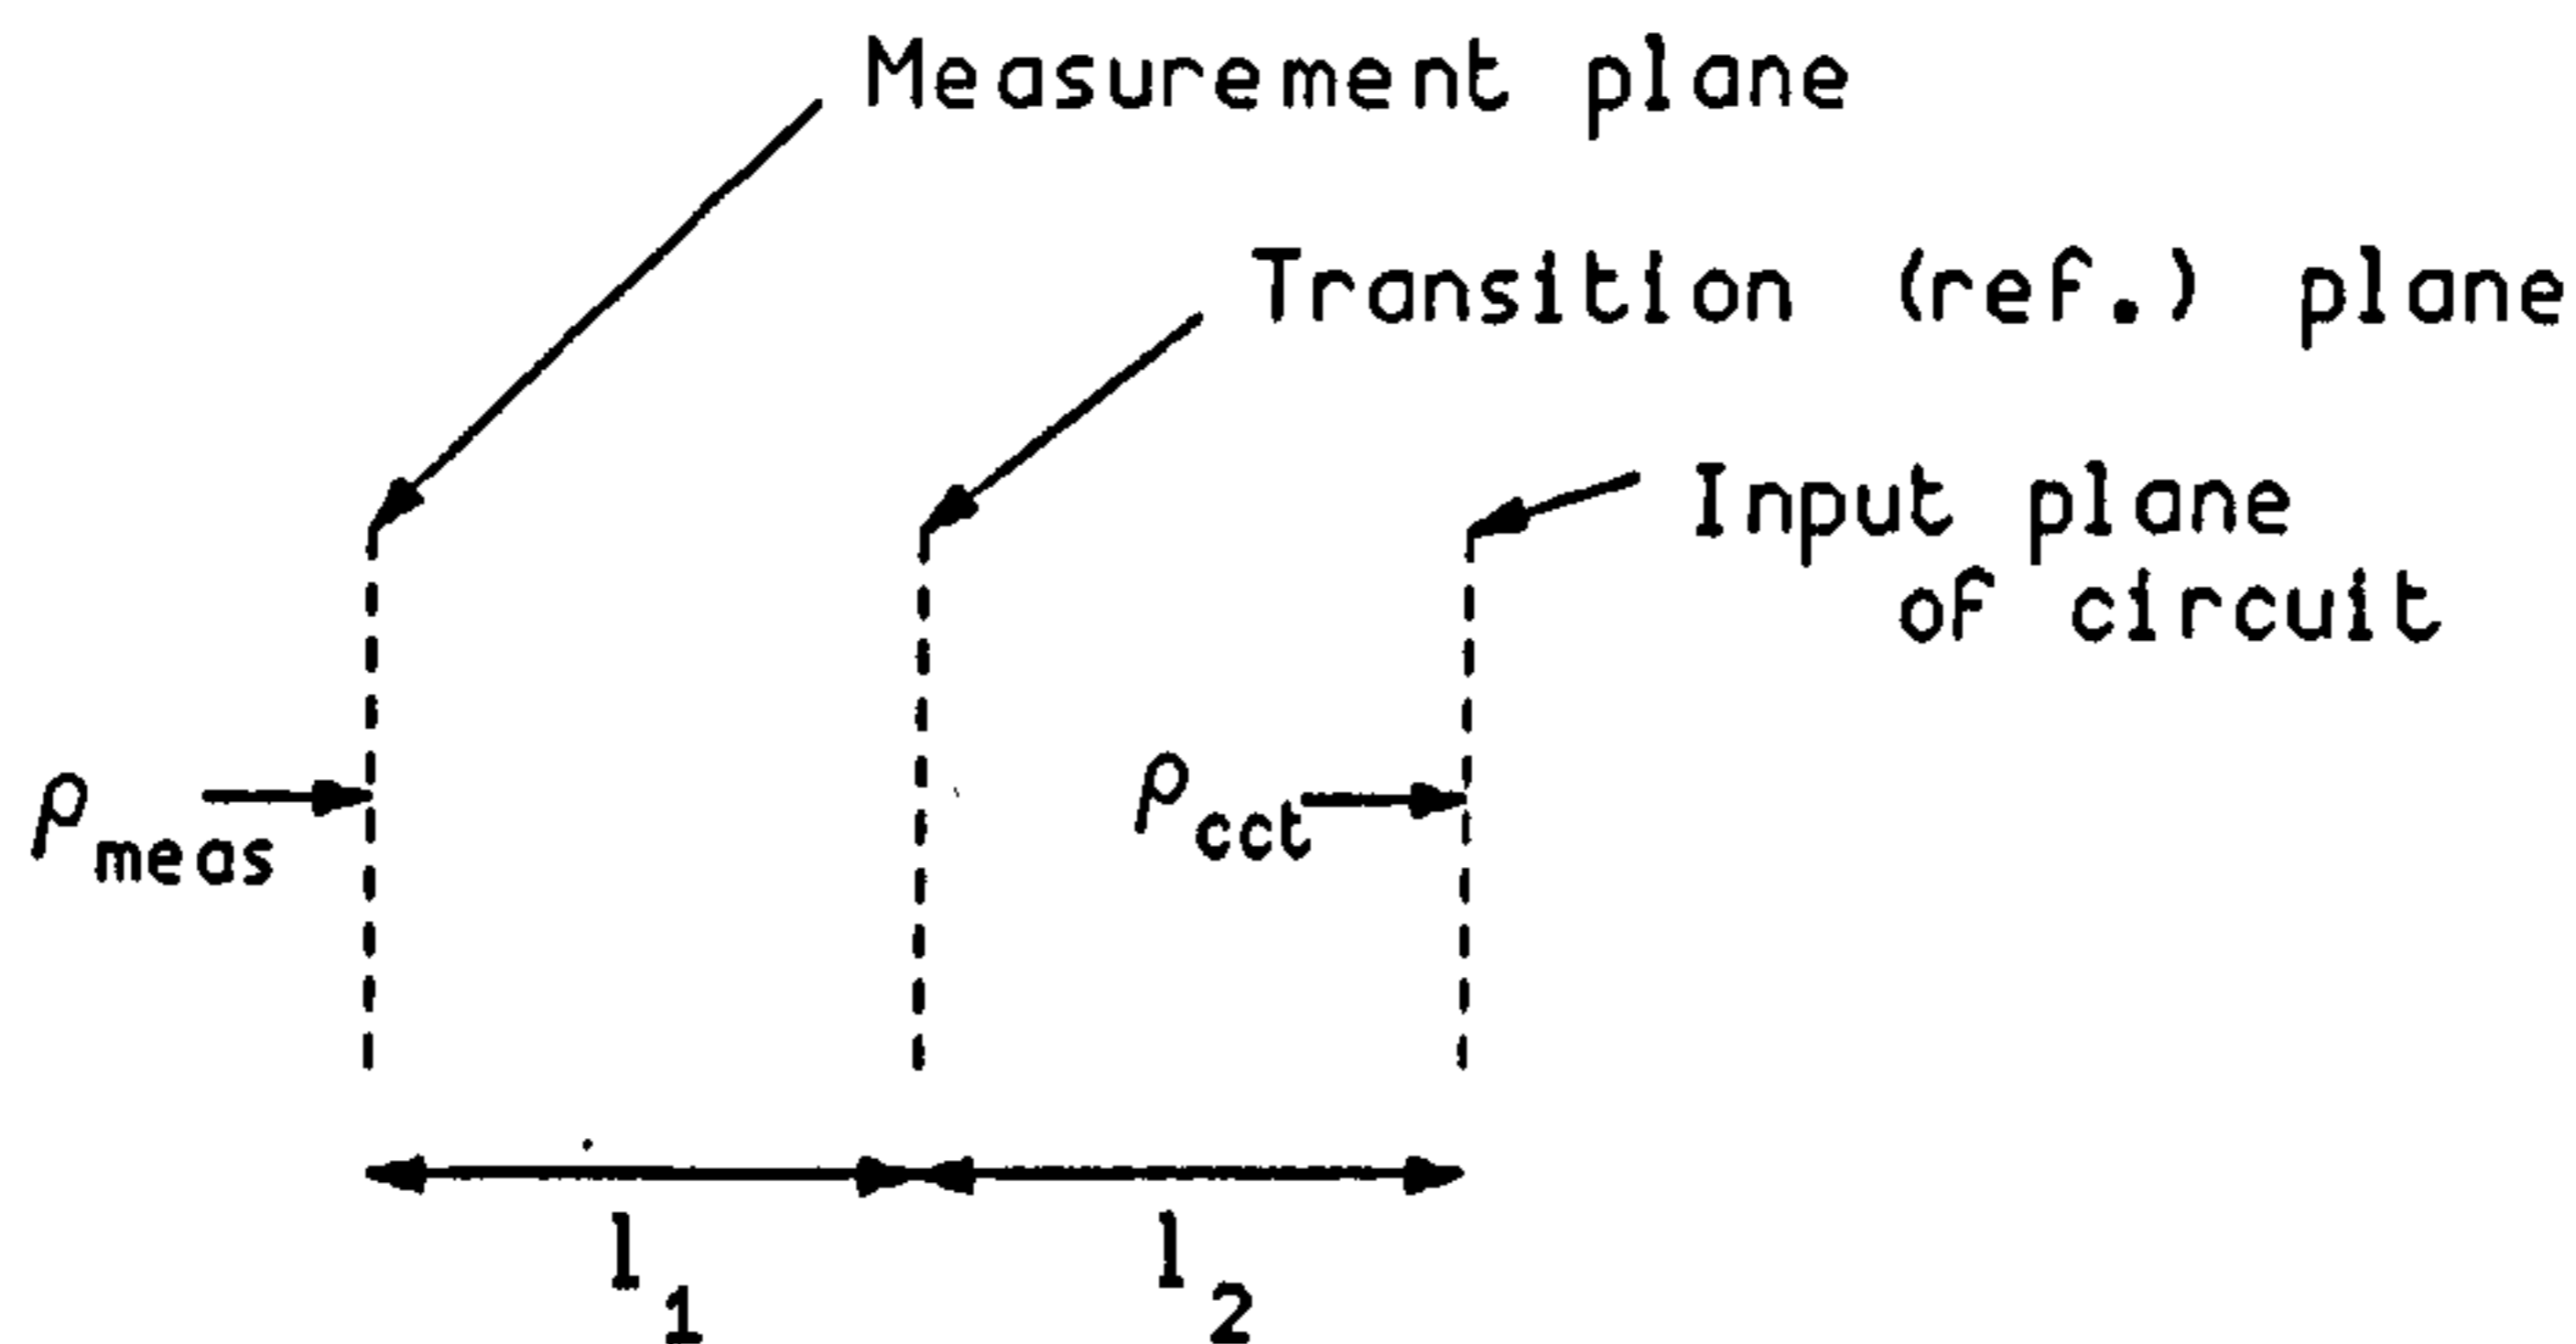 Measurement plane
Transition (ref.) plane
Input plane
of circuit
ρmeas
ρcct
l1
l2